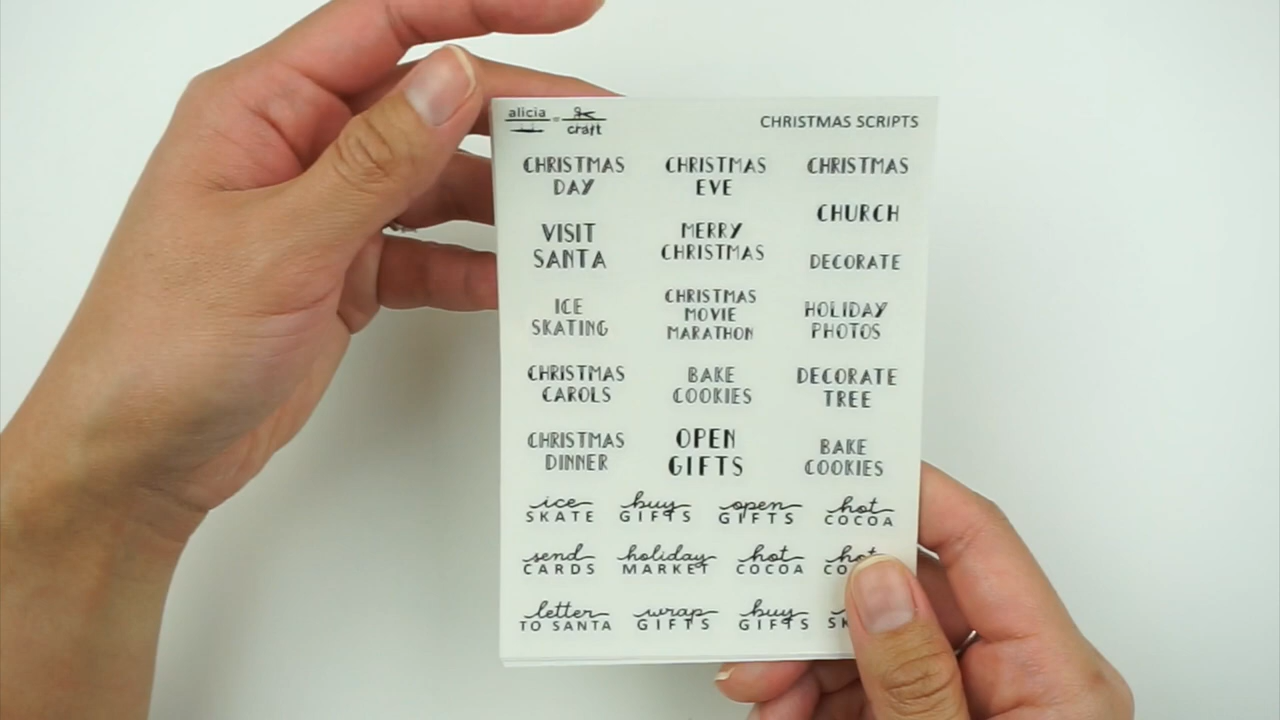 alicia
craft
CHRISTMAS SCRIPTS
CHRISTMAS DAY
CHRISTMAS EVE
CHRISTMAS
CHURCH
VISIT SANTA
MERRY CHRISTMAS
DECORATE
ICE SKATING
CHRISTMAS MOVIE MARATHON
HOLIDAY PHOTOS
CHRISTMAS CAROLS
BAKE COOKIES
DECORATE TREE
CHRISTMAS DINNER
OPEN GIFTS
BAKE COOKIES
ice SKATE
buy GIFTS
open GIFTS
hot COCOA
send CARDS
holiday MARKET
hot COCOA
hot
letter TO SANTA
wrap GIFTS
buy GIFTS